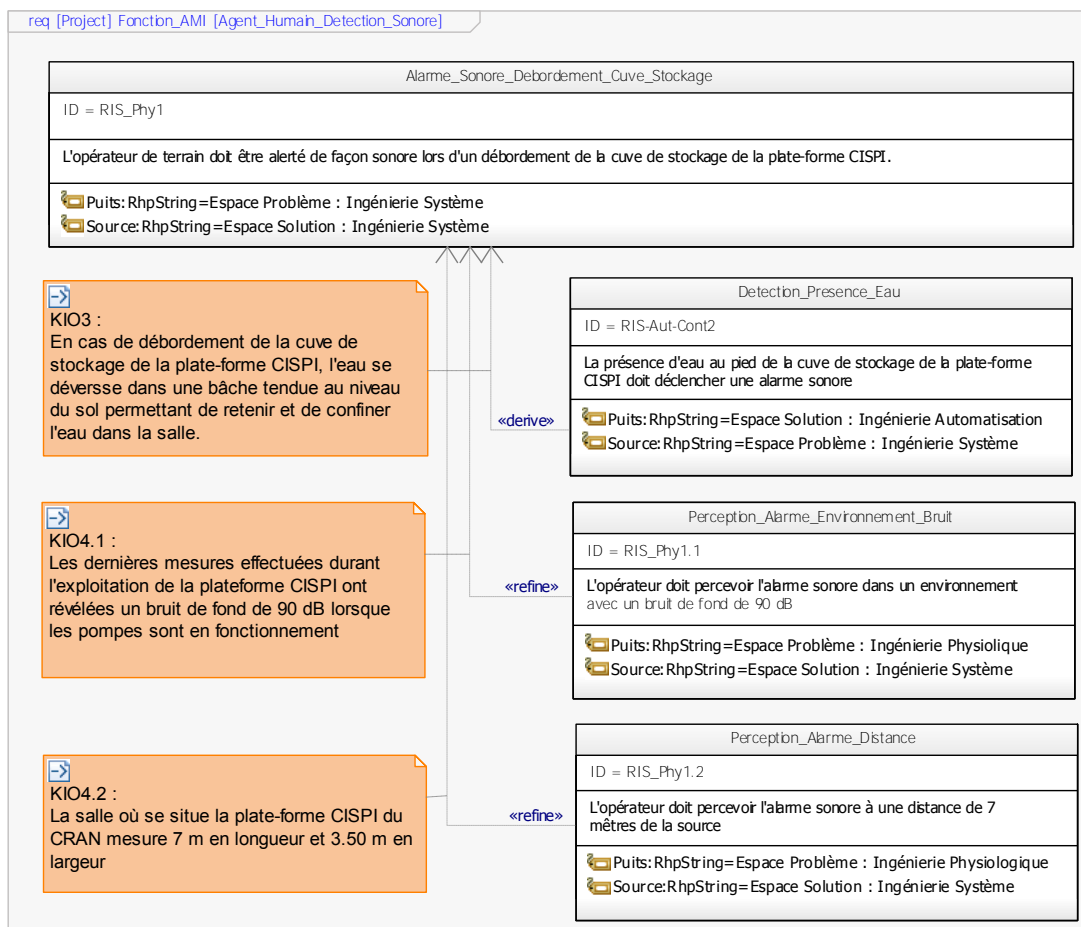 req [Project] Fonction_AMI [Agent_Humain_Detection_Sonore]
Alarme_Sonore_Debordement_Cuve_Stockage
ID = RIS_Phy1
L'opérateur de terrain doit être alerté de façon sonore lors d'un débordement de la cuve de stockage de la plate-forme CISPI.
Puits:RhpString=Espace Problème : Ingénierie Système
Source:RhpString=Espace Solution : Ingénierie Système
KIO3 :
En cas de débordement de la cuve de
stockage de la plate-forme CISPI, l'eau se
déversse dans une bâche tendue au niveau
du sol permettant de retenir et de confiner
l'eau dans la salle.
«derive»
Detection_Presence_Eau
ID = RIS-Aut-Cont2
La présence d'eau au pied de la cuve de stockage de la plate-forme
CISPI doit déclencher une alarme sonore
Puits:RhpString=Espace Solution : Ingénierie Automatisation
Source:RhpString=Espace Problème : Ingénierie Système
KIO4.1 :
Les dernières mesures effectuées durant
l'exploitation de la plateforme CISPI ont
révélées un bruit de fond de 90 dB lorsque
les pompes sont en fonctionnement
«refine»
Perception_Alarme_Environnement_Bruit
ID = RIS_Phy1.1
L'opérateur doit percevoir l'alarme sonore dans un environnement
avec un bruit de fond de 90 dB
Puits:RhpString=Espace Problème : Ingénierie Physiolique
Source:RhpString=Espace Solution : Ingénierie Système
KIO4.2 :
La salle où se situe la plate-forme CISPI du
CRAN mesure 7 m en longueur et 3.50 m en
largeur
«refine»
Perception_Alarme_Distance
ID = RIS_Phy1.2
L'opérateur doit percevoir l'alarme sonore à une distance de 7
mêtres de la source
Puits:RhpString=Espace Problème : Ingénierie Physiologique
Source:RhpString=Espace Solution : Ingénierie Système